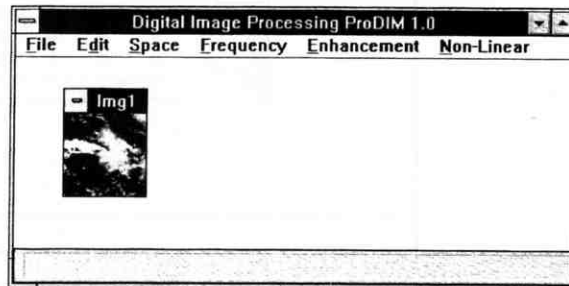 Digital Image Processing ProDIM 1.0
File Edit Space Frequency Enhancement Non-Linear
Img1